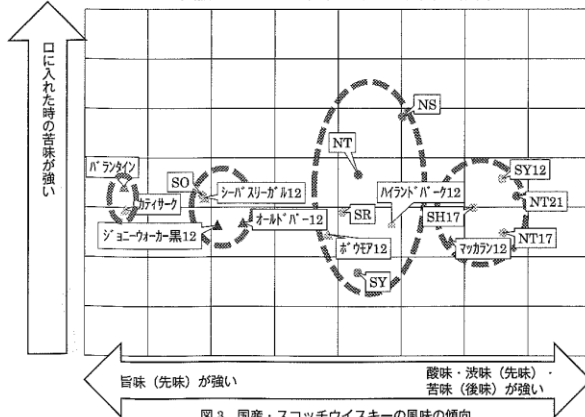 口に入れた時の苦味が強い
NS
NT
バランタイン
SO
シーバスリーガル12
ハイランドパーク12
SY12
NT21
カティサーク
SR
SH17
ジョニーウォーカー黒12
オールドパー12
ボウモア12
マッカラン12
NT17
SY
旨味(先味)が強い
酸味・渋味(先味)・
苦味(後味)が強い
図3 国産・スコッチウイスキーの風味の傾向